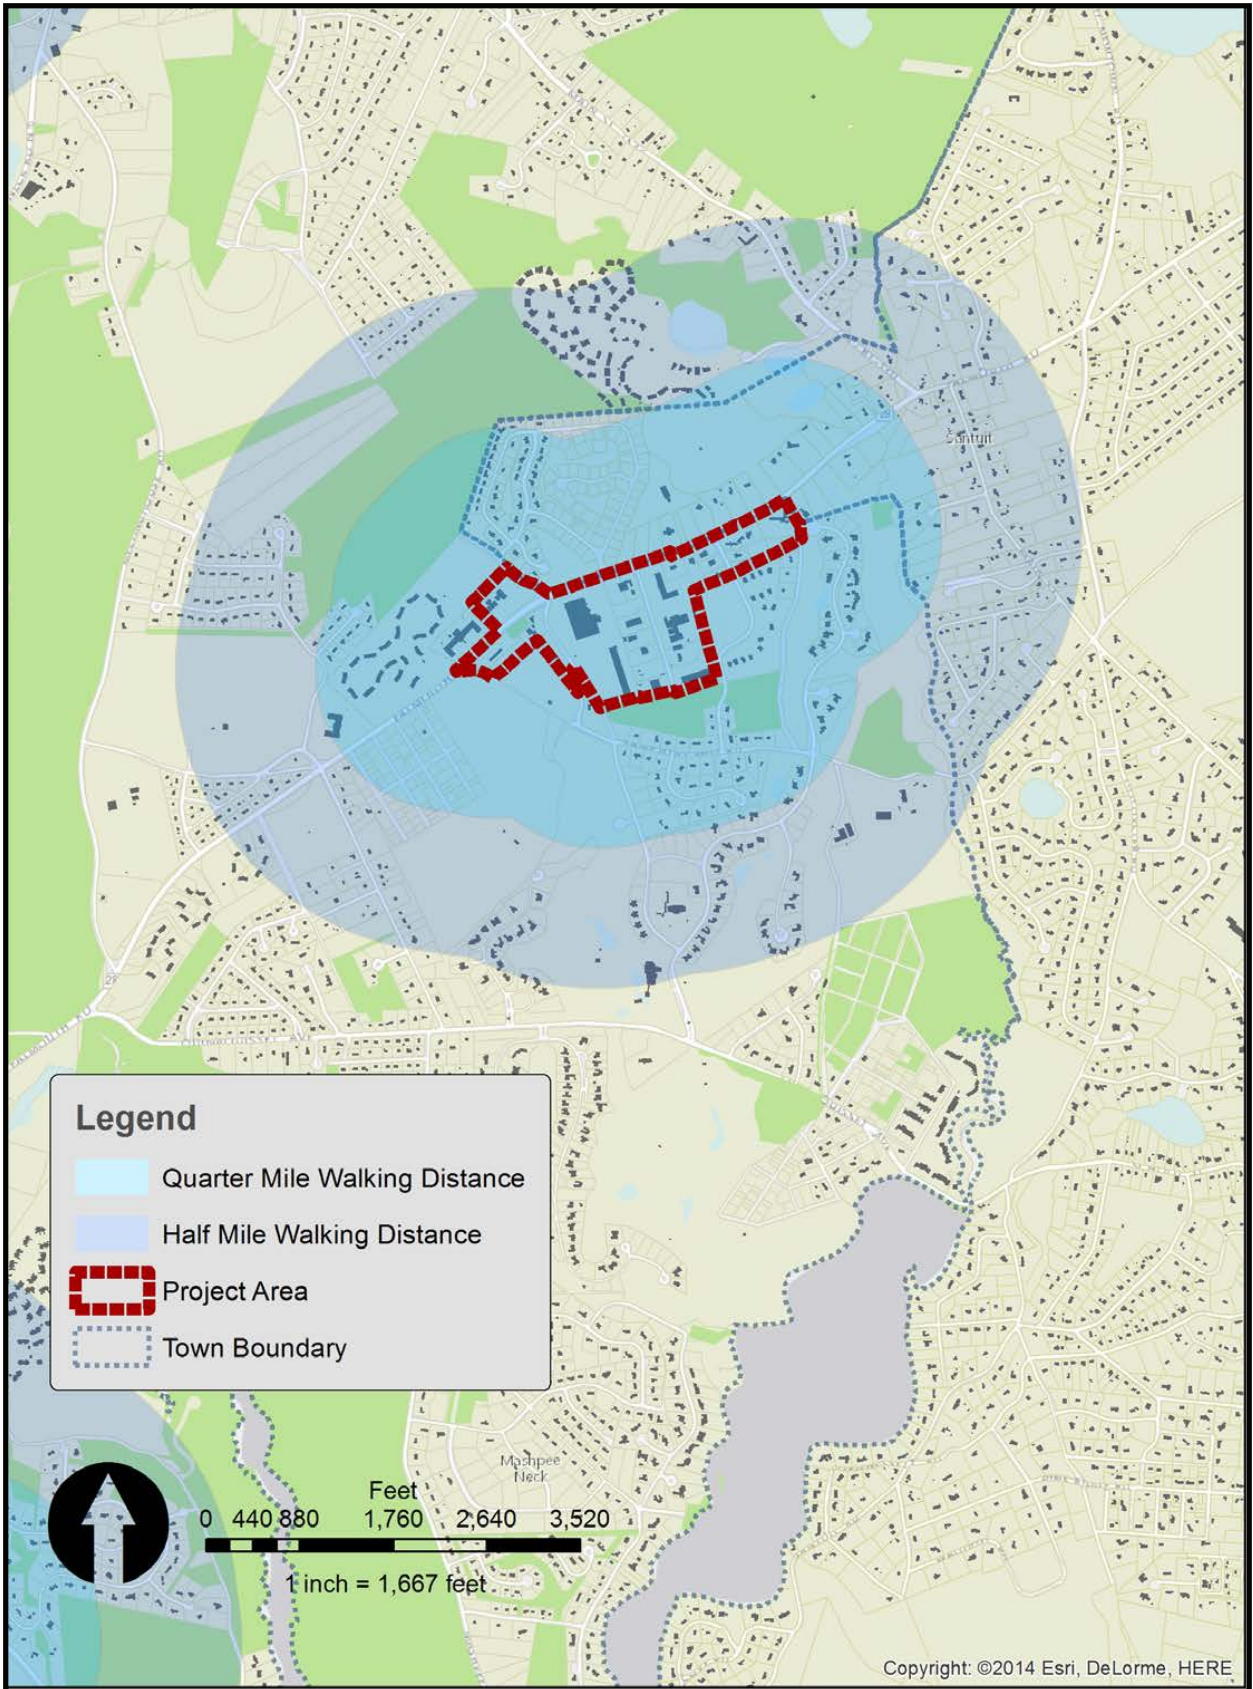 Santuit
Legend
Quarter Mile Walking Distance
Half Mile Walking Distance
Project Area
Town Boundary
Mashpee
Neck
Feet
0 440 880 1,760 2,640 3,520
1 inch = 1,667 feet
Copyright: ©2014 Esri, DeLorme, HERE